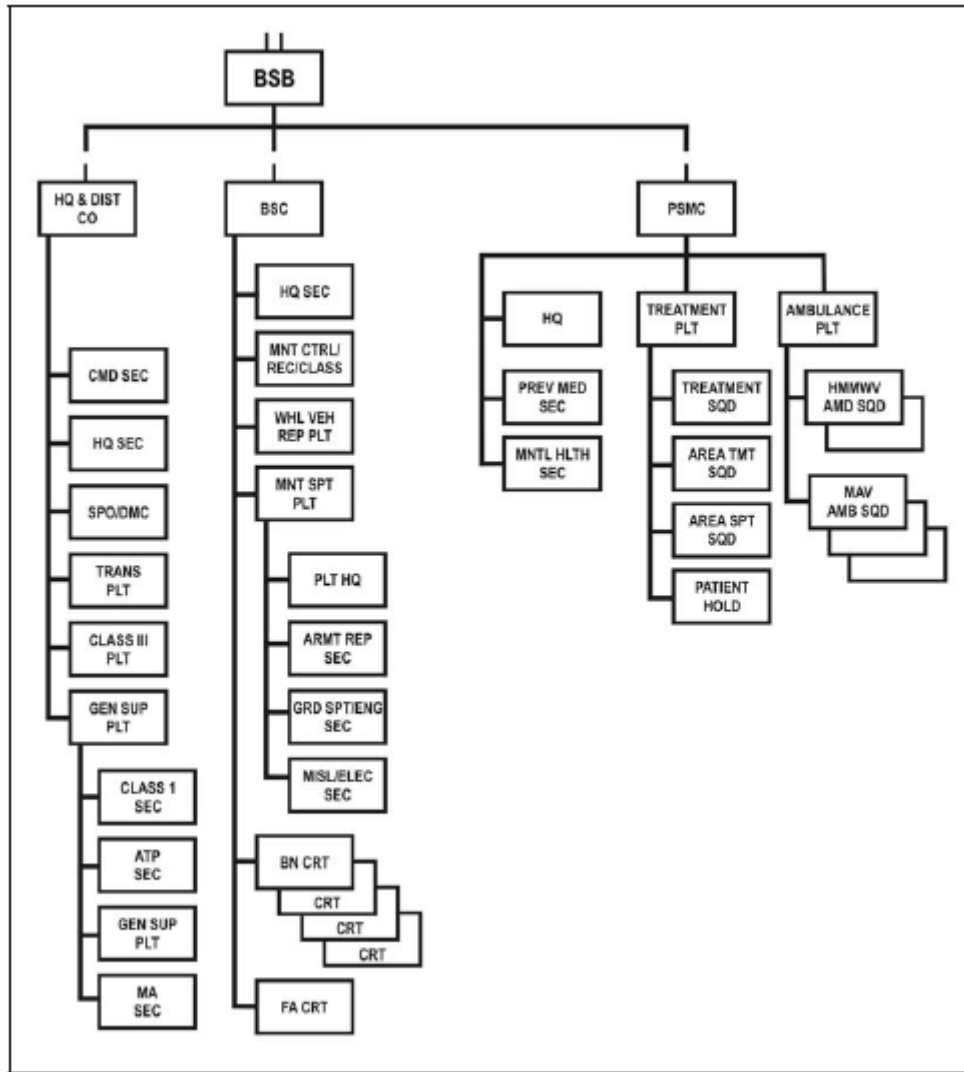 BSB
HQ & DIST
CO
CMD SEC
HQ SEC
SPO/DMC
TRANS
PLT
CLASS III
PLT
GEN SUP
PLT
CLASS 1
SEC
ATP
SEC
GEN SUP
PLT
MA
SEC
BSC
HQ SEC
MNT CTRL/
REC/CLASS
WHL VEH
REP PLT
MNT SPT
PLT
PLT HQ
ARMT REP
SEC
GRD SPT/ENG
SEC
MISL/ELEC
SEC
BN CRT
CRT
CRT
CRT
FA CRT
PSMC
HQ
PREV MED
SEC
MNTL HLTH
SEC
TREATMENT
PLT
TREATMENT
SQD
AREA TMT
SQD
AREA SPT
SQD
PATIENT
HOLD
AMBULANCE
PLT
HMMWV
AMD SQD
MAV
AMB SQD